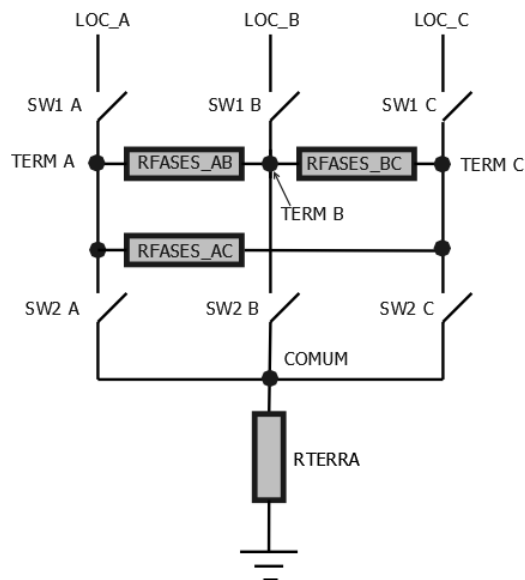 LOC_A LOC_B LOC_C
SW1 A SW1 B SW1 C
TERM A RFASES_AB RFASES_BC TERM C
TERM B
RFASES_AC
SW2 A SW2 B SW2 C
COMUM
RTERRA